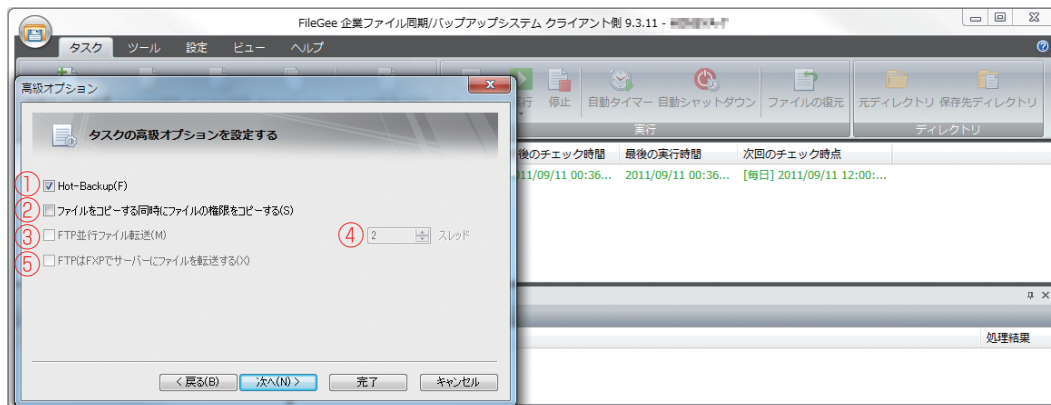 FileGee 企業ファイル同期/バップアップシステム クライアント側 9.3.11 -
タスク ツール 設定 ビュー ヘルプ
高級オプション
行 停止 自動タイマー 自動シャットダウン ファイルの復元 元ディレクトリ 保存先ディレクトリ
実行 ディレクトリ
タスクの高級オプションを設定する
後のチェック時間 最後の実行時間 次回のチェック時点
11/09/11 00:36... 2011/09/11 00:36... [毎日] 2011/09/11 12:00:...
① Hot-Backup(F)
② ファイルをコピーする同時にファイルの権限をコピーする(S)
③ FTP並行ファイル転送(M) ④ 2 スレッド
⑤ FTPはFXPでサーバーにファイルを転送する(X)
処理結果
< 戻る(B) 次へ(N) > 完了 キャンセル